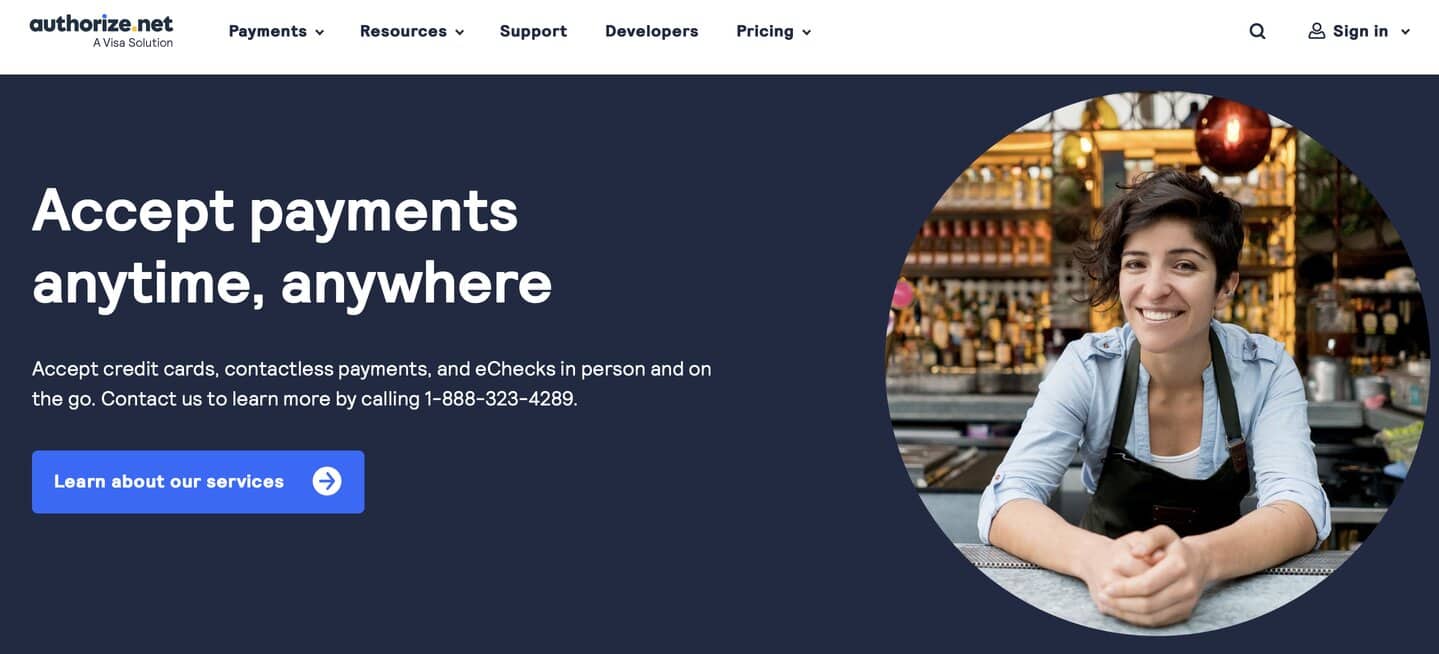 authorize.net
A Visa Solution
Payments
Resources
Support
Developers
Pricing
Sign in
Accept payments
anytime, anywhere
Accept credit cards, contactless payments, and eChecks in person and on
the go. Contact us to learn more by calling 1-888-323-4289.
Learn about our services